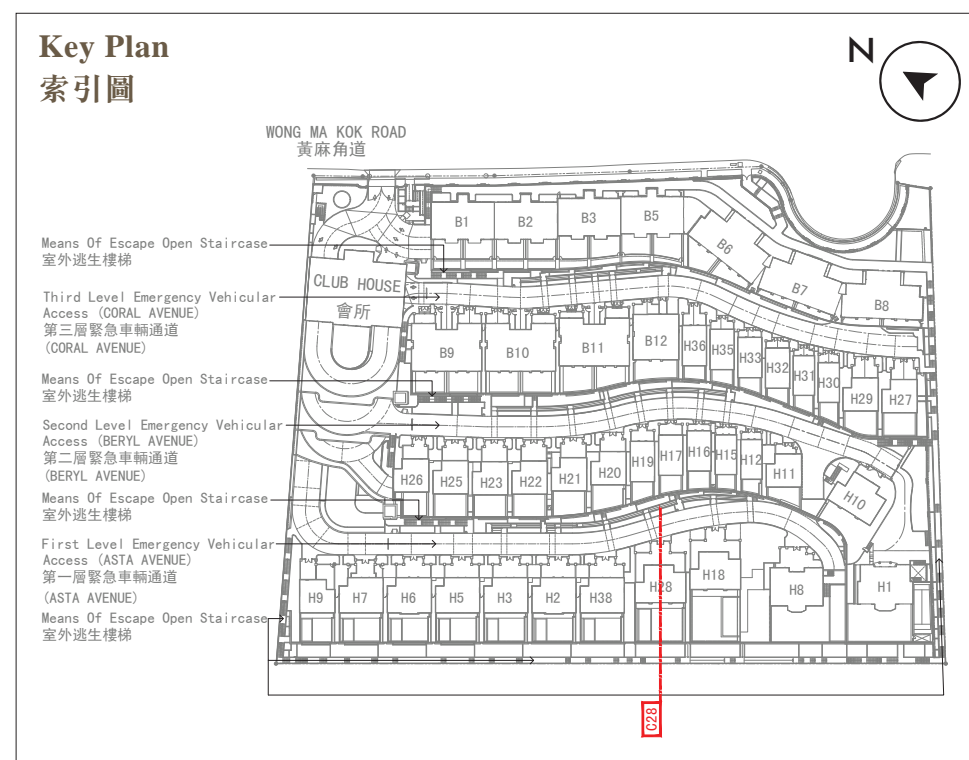 Key Plan
索引圖
N
WONG MA KOK ROAD
黃麻角道
B1 B2 B3 B5
B6
B7
B8
Means Of Escape Open Staircase
室外逃生樓梯
CLUB HOUSE
會所
Third Level Emergency Vehicular
Access (CORAL AVENUE)
第三層緊急車輛通道
(CORAL AVENUE)
B9 B10 B11 B12 H36 H35 H33 H32 H31 H30 H29 H27
Means Of Escape Open Staircase
室外逃生樓梯
Second Level Emergency Vehicular
Access (BERYL AVENUE)
第二層緊急車輛通道
(BERYL AVENUE)
H26 H25 H23 H22 H21 H20 H19 H17 H16 H15 H12 H11
H10
Means Of Escape Open Staircase
室外逃生樓梯
First Level Emergency Vehicular
Access (ASTA AVENUE)
第一層緊急車輛通道
(ASTA AVENUE)
H9 H7 H6 H5 H3 H2 H38 H28 H18 H8 H1
Means Of Escape Open Staircase
室外逃生樓梯
C28